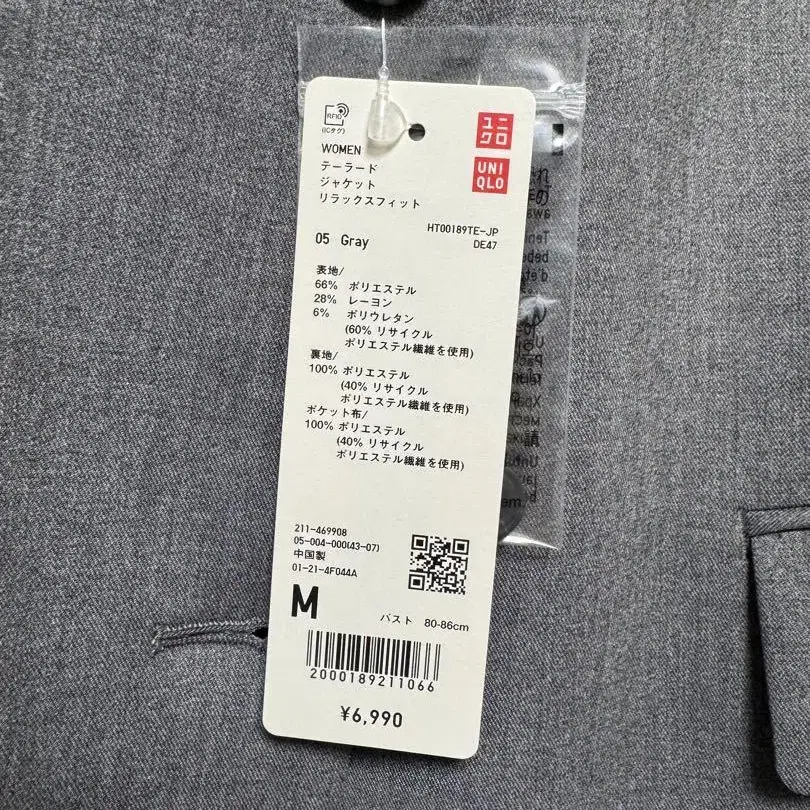 RFID
(ICタグ)
ユニ
クロ
UNI
QLO
WOMEN
テーラード
ジャケット
リラックスフィット
HT00189TE-JP
05 Gray
DE47
表地/
66% ポリエステル
28% レーヨン
6% ポリウレタン
(60% リサイクル
ポリエステル繊維を使用)
裏地/
100% ポリエステル
(40% リサイクル
ポリエステル繊維を使用)
ポケット布/
100% ポリエステル
(40% リサイクル
ポリエステル繊維を使用)
211-469908
05-004-000(43-07)
中国製
01-21-4F044A
M
バスト 80-86cm
2000189211066
¥6,990